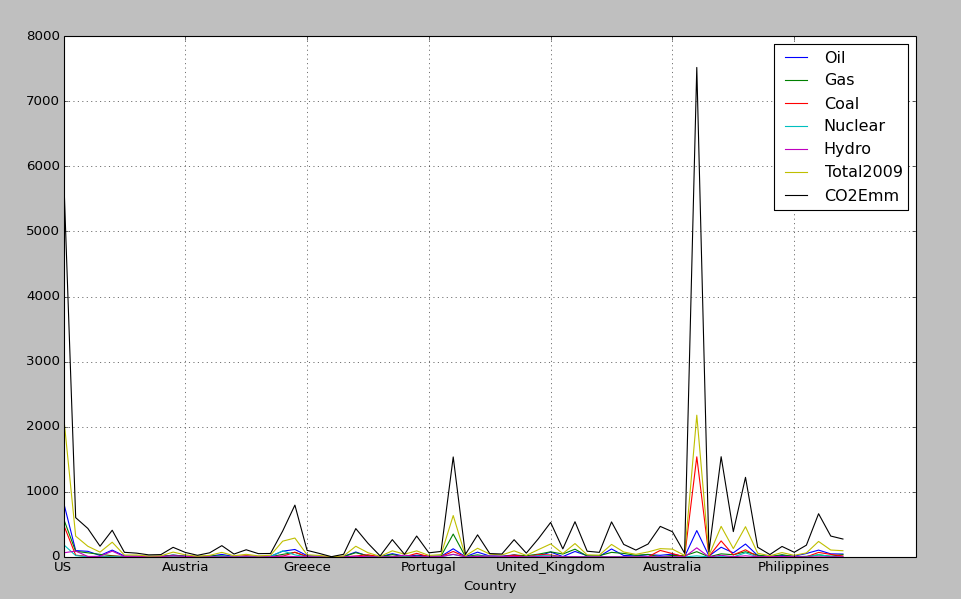 8000
7000
6000
5000
4000
3000
2000
1000
0
Oil
Gas
Coal
Nuclear
Hydro
Total2009
CO2Emm
US Austria Greece Portugal United_Kingdom Australia Philippines
Country